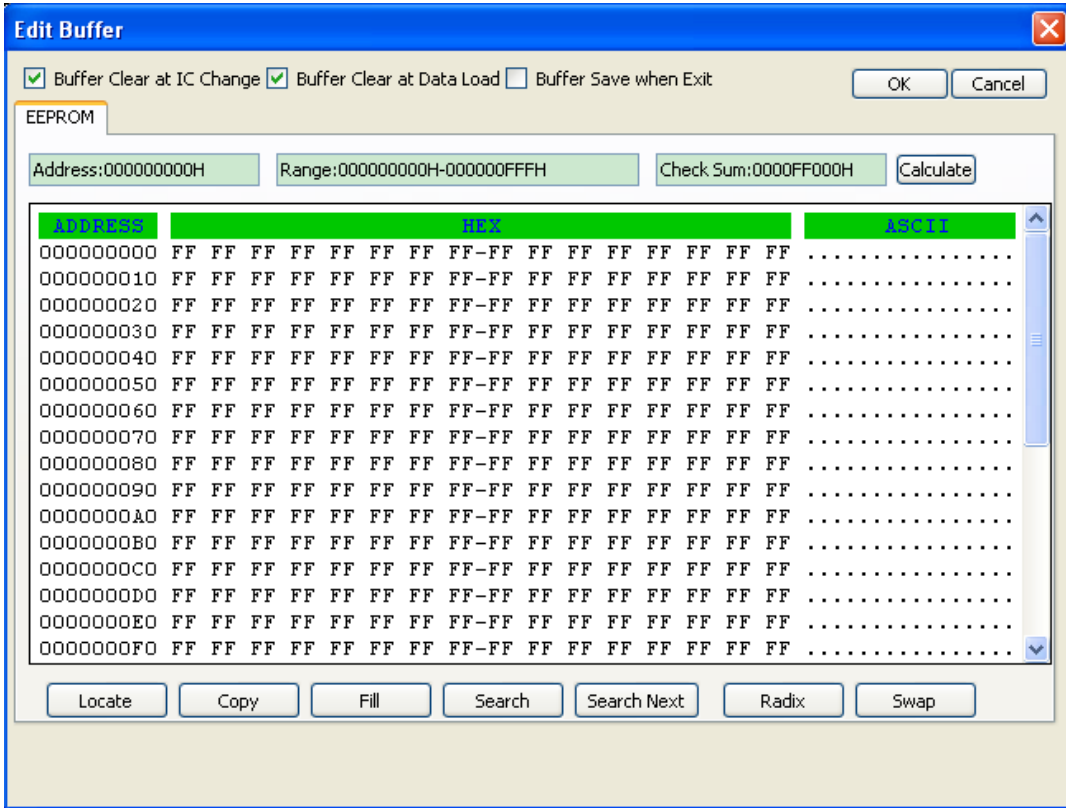 Edit Buffer
Buffer Clear at IC Change Buffer Clear at Data Load Buffer Save when Exit OK Cancel
EEPROM
Address:000000000H Range:000000000H-000000FFFH Check Sum:0000FF000H Calculate
ADDRESS HEX ASCII
000000000 FF FF FF FF FF FF FF FF-FF FF FF FF FF FF FF FF ................
000000010 FF FF FF FF FF FF FF FF-FF FF FF FF FF FF FF FF ................
000000020 FF FF FF FF FF FF FF FF-FF FF FF FF FF FF FF FF ................
000000030 FF FF FF FF FF FF FF FF-FF FF FF FF FF FF FF FF ................
000000040 FF FF FF FF FF FF FF FF-FF FF FF FF FF FF FF FF ................
000000050 FF FF FF FF FF FF FF FF-FF FF FF FF FF FF FF FF ................
000000060 FF FF FF FF FF FF FF FF-FF FF FF FF FF FF FF FF ................
000000070 FF FF FF FF FF FF FF FF-FF FF FF FF FF FF FF FF ................
000000080 FF FF FF FF FF FF FF FF-FF FF FF FF FF FF FF FF ................
000000090 FF FF FF FF FF FF FF FF-FF FF FF FF FF FF FF FF ................
0000000A0 FF FF FF FF FF FF FF FF-FF FF FF FF FF FF FF FF ................
0000000B0 FF FF FF FF FF FF FF FF-FF FF FF FF FF FF FF FF ................
0000000C0 FF FF FF FF FF FF FF FF-FF FF FF FF FF FF FF FF ................
0000000D0 FF FF FF FF FF FF FF FF-FF FF FF FF FF FF FF FF ................
0000000E0 FF FF FF FF FF FF FF FF-FF FF FF FF FF FF FF FF ................
0000000F0 FF FF FF FF FF FF FF FF-FF FF FF FF FF FF FF FF ................
Locate Copy Fill Search Search Next Radix Swap